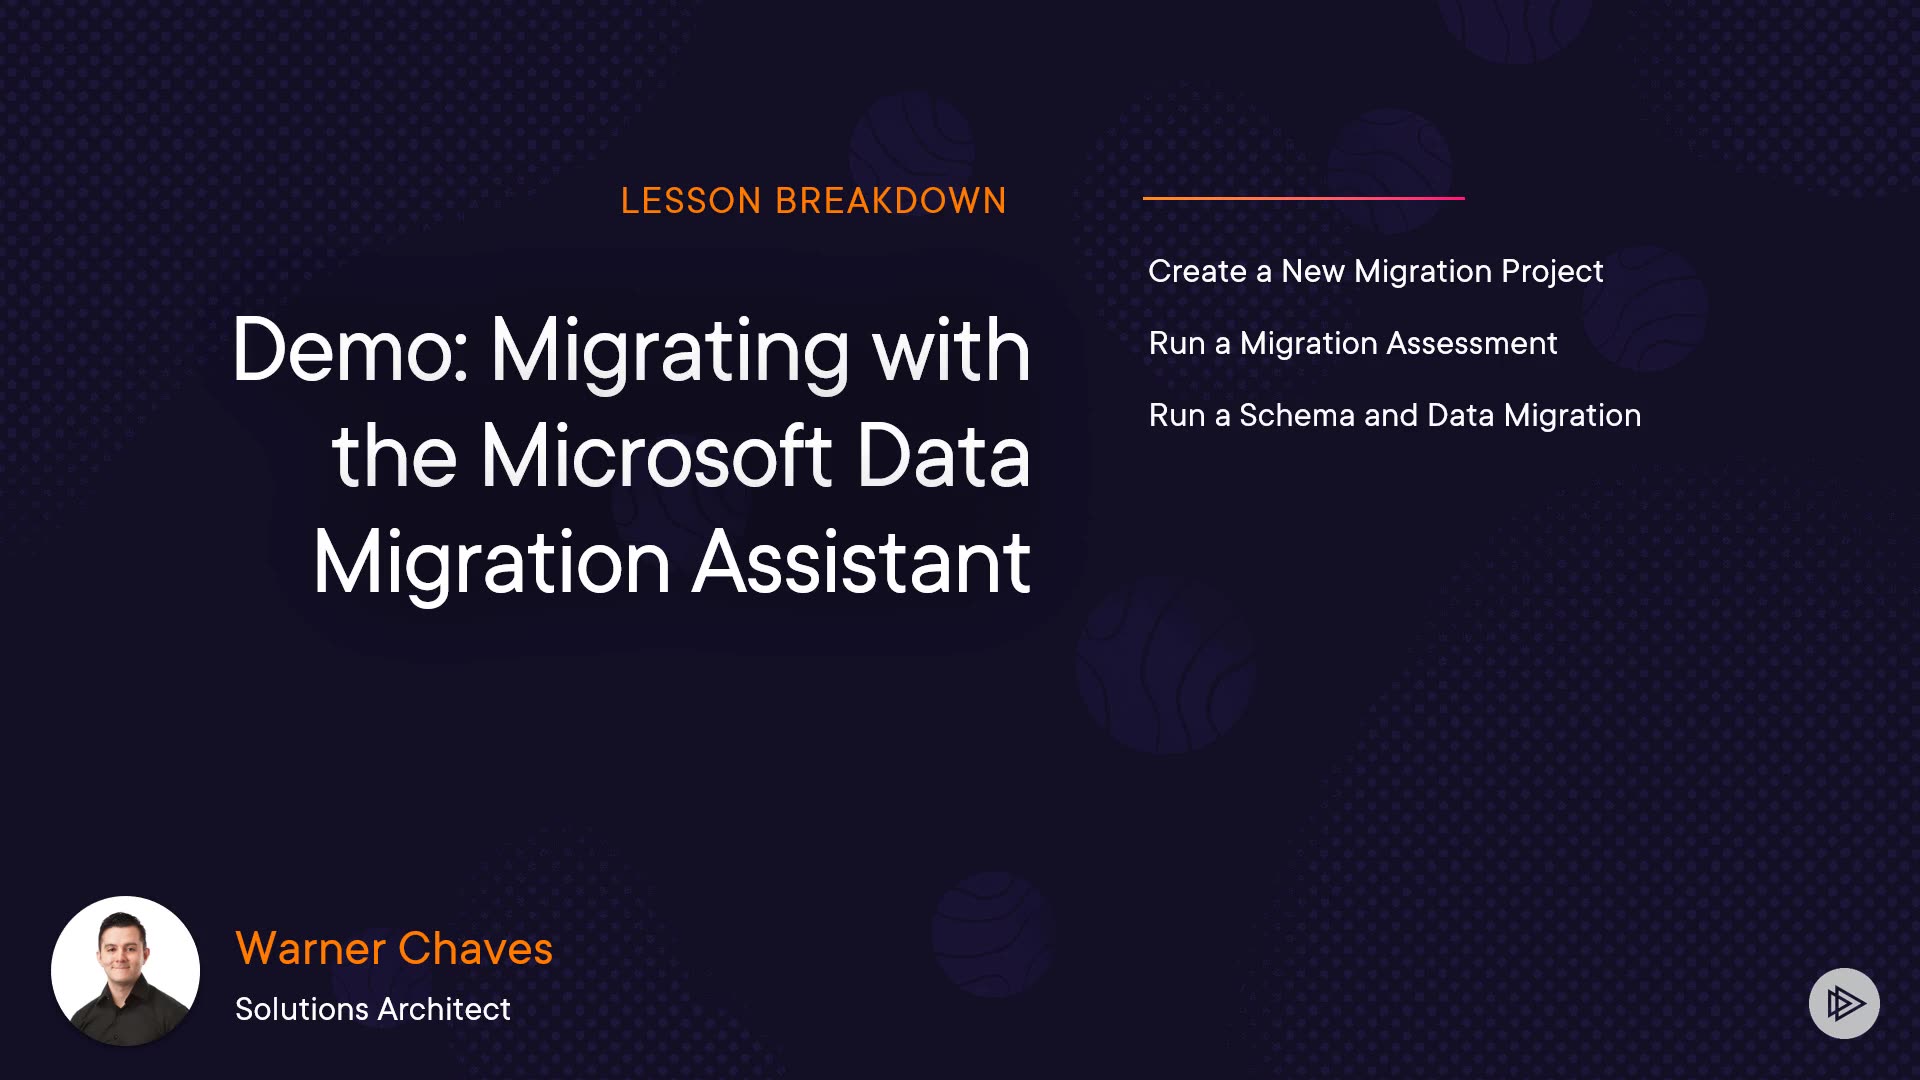 LESSON BREAKDOWN
Demo: Migrating with
the Microsoft Data
Migration Assistant
Create a New Migration Project
Run a Migration Assessment
Run a Schema and Data Migration
Warner Chaves
Solutions Architect